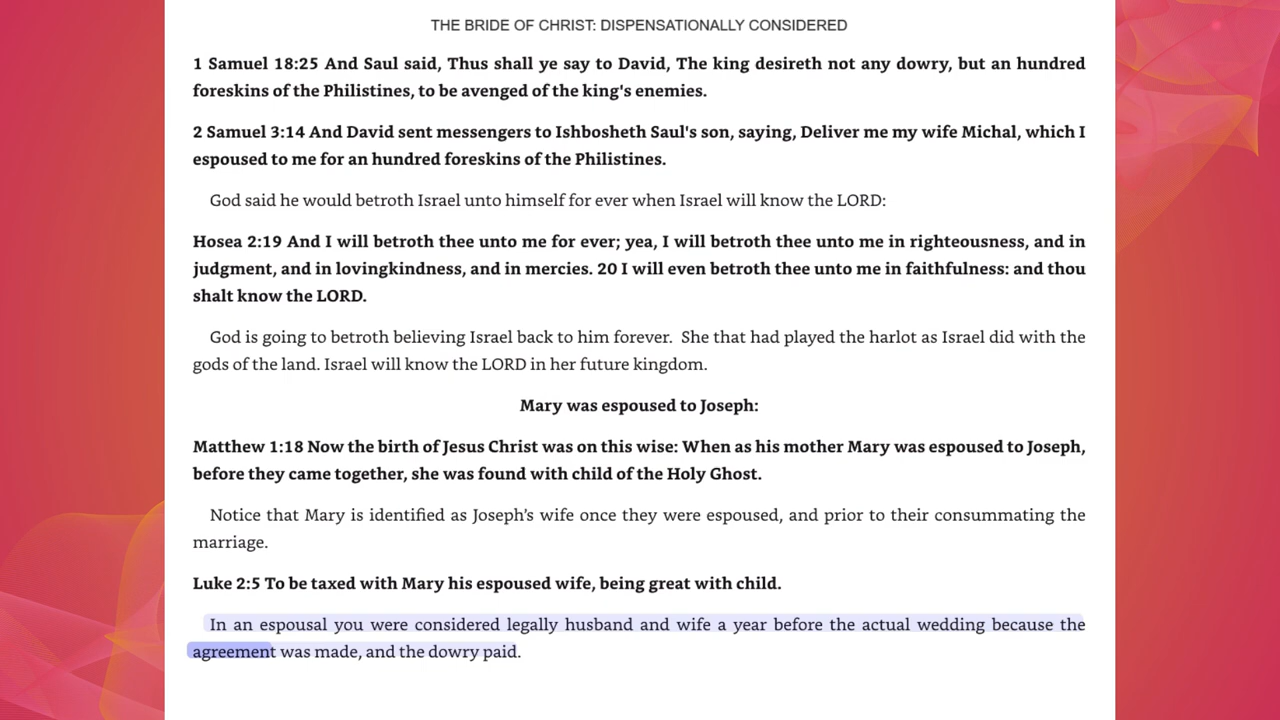 THE BRIDE OF CHRIST: DISPENSATIONALLY CONSIDERED
1 Samuel 18:25 And Saul said, Thus shall ye say to David, The king desireth not any dowry, but an hundred
foreskins of the Philistines, to be avenged of the king's enemies.
2 Samuel 3:14 And David sent messengers to Ishbosheth Saul's son, saying, Deliver me my wife Michal, which I
espoused to me for an hundred foreskins of the Philistines.
God said he would betroth Israel unto himself for ever when Israel will know the LORD:
Hosea 2:19 And I will betroth thee unto me for ever; yea, I will betroth thee unto me in righteousness, and in
judgment, and in lovingkindness, and in mercies. 20 I will even betroth thee unto me in faithfulness: and thou
shalt know the LORD.
God is going to betroth believing Israel back to him forever.  She that had played the harlot as Israel did with the
gods of the land. Israel will know the LORD in her future kingdom.
Mary was espoused to Joseph:
Matthew 1:18 Now the birth of Jesus Christ was on this wise: When as his mother Mary was espoused to Joseph,
before they came together, she was found with child of the Holy Ghost.
Notice that Mary is identified as Joseph’s wife once they were espoused, and prior to their consummating the
marriage.
Luke 2:5 To be taxed with Mary his espoused wife, being great with child.
In an espousal you were considered legally husband and wife a year before the actual wedding because the
agreement was made, and the dowry paid.